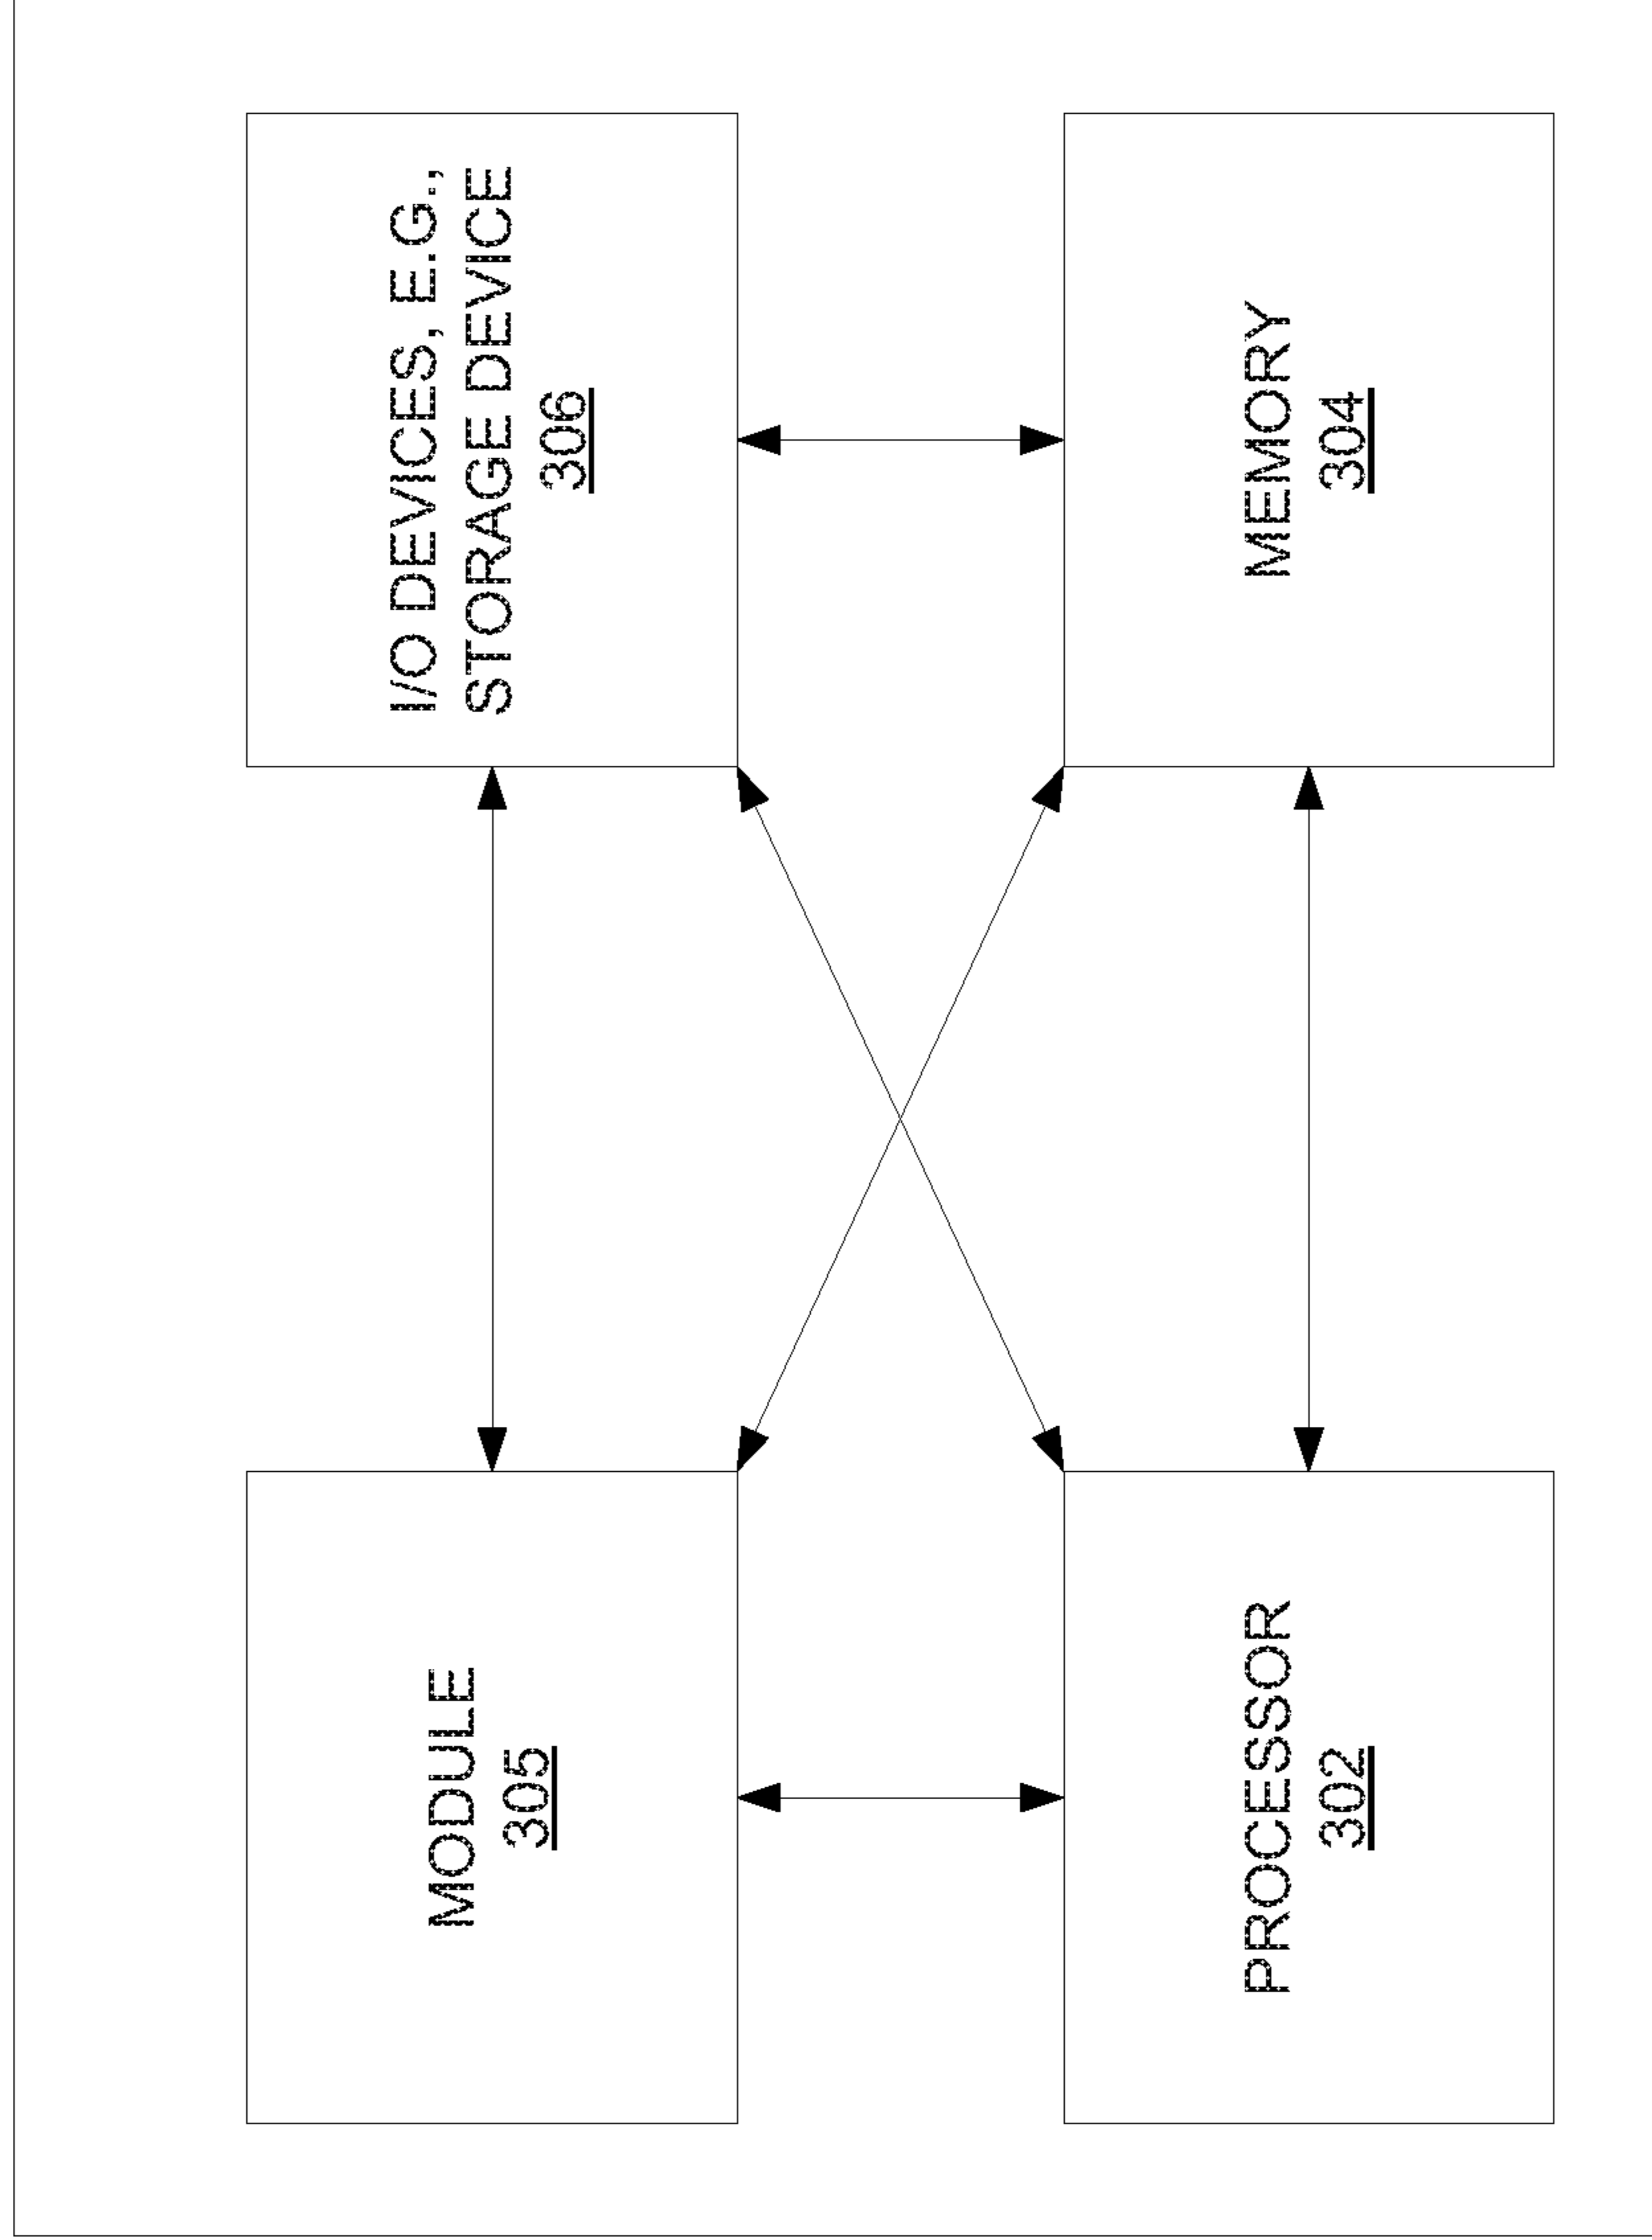 MODULE
305
I/O DEVICES, E.G.,
STORAGE DEVICE
306
PROCESSOR
302
MEMORY
304